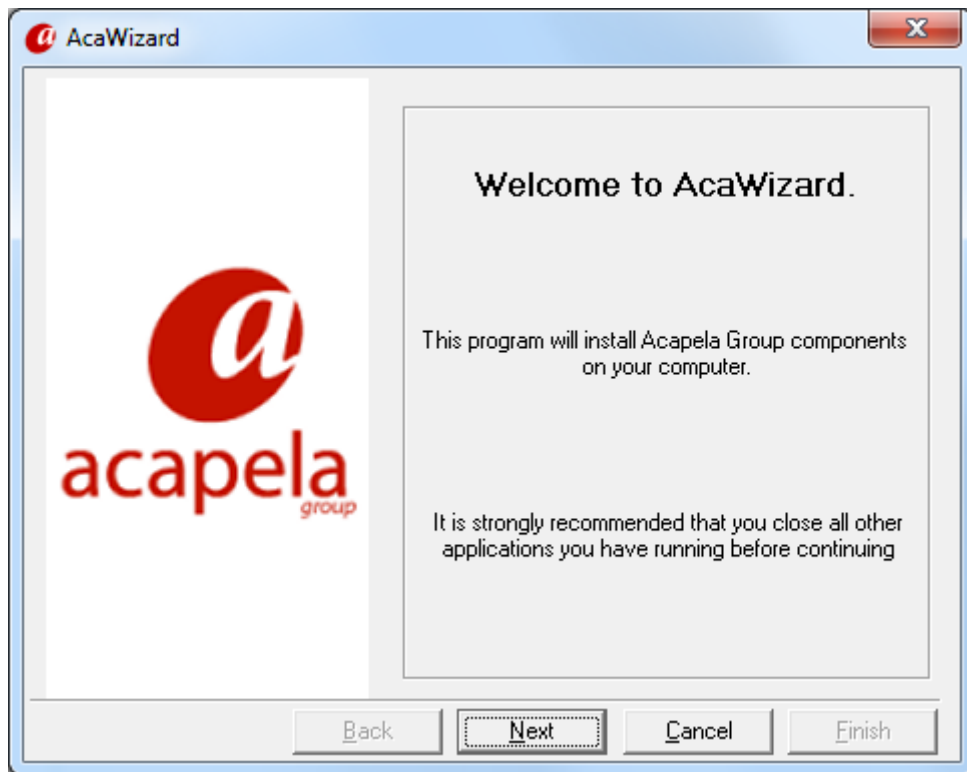 AcaWizard
Welcome to AcaWizard.
This program will install Acapela Group components
on your computer.
acapela
group
It is strongly recommended that you close all other
applications you have running before continuing
Back
Next
Cancel
Finish